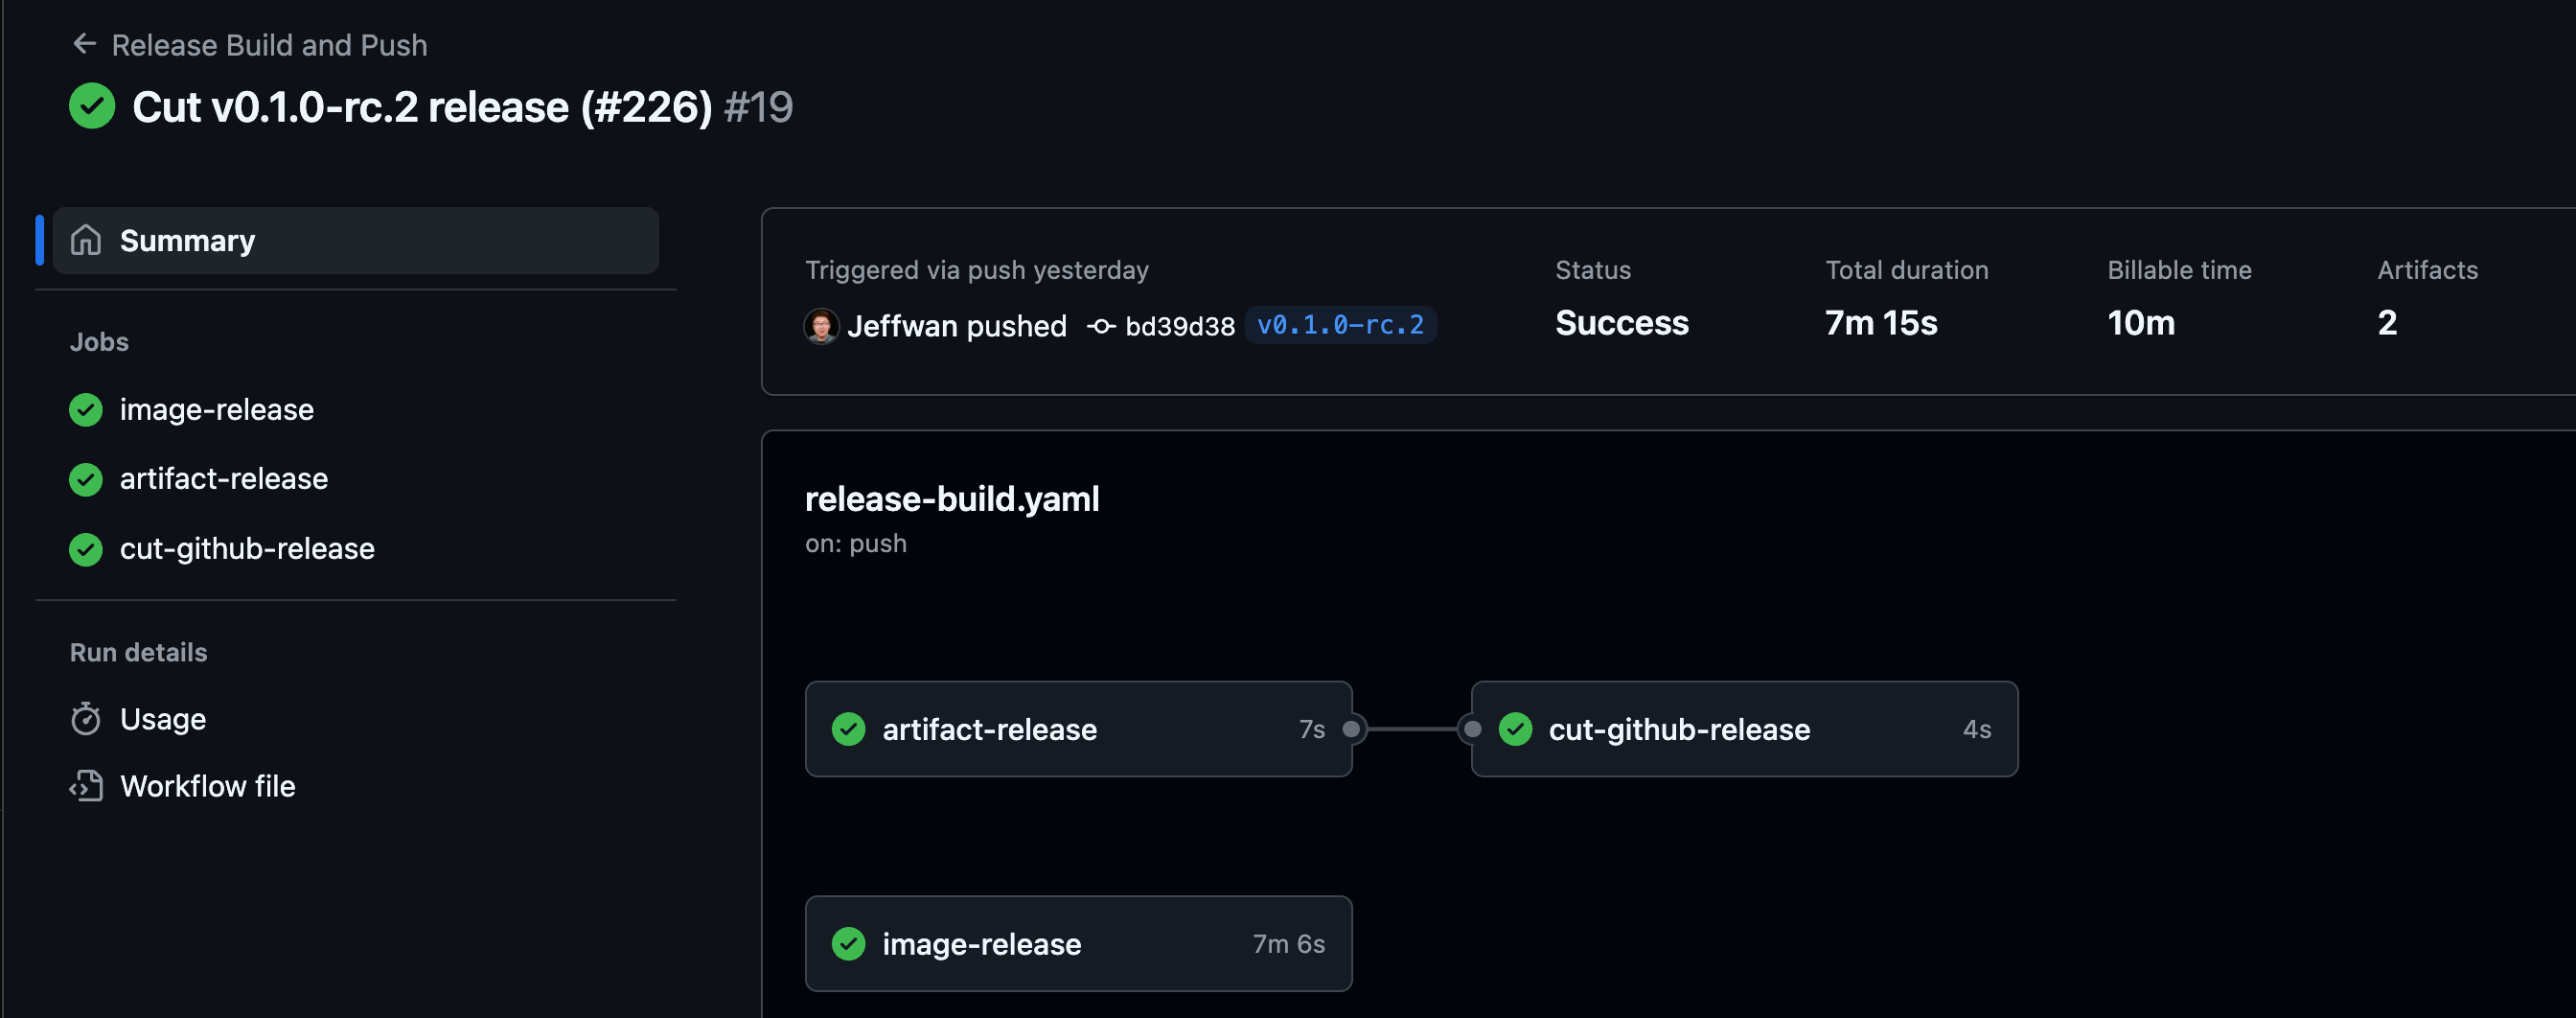 Release Build and Push
Cut v0.1.0-rc.2 release (#226) #19
Summary
Jobs
image-release
artifact-release
cut-github-release
Run details
Usage
Workflow file
Triggered via push yesterday
Jeffwan pushed bd39d38 v0.1.0-rc.2
Status
Success
Total duration
7m 15s
Billable time
10m
Artifacts
2
release-build.yaml
on: push
artifact-release 7s
cut-github-release 4s
image-release 7m 6s